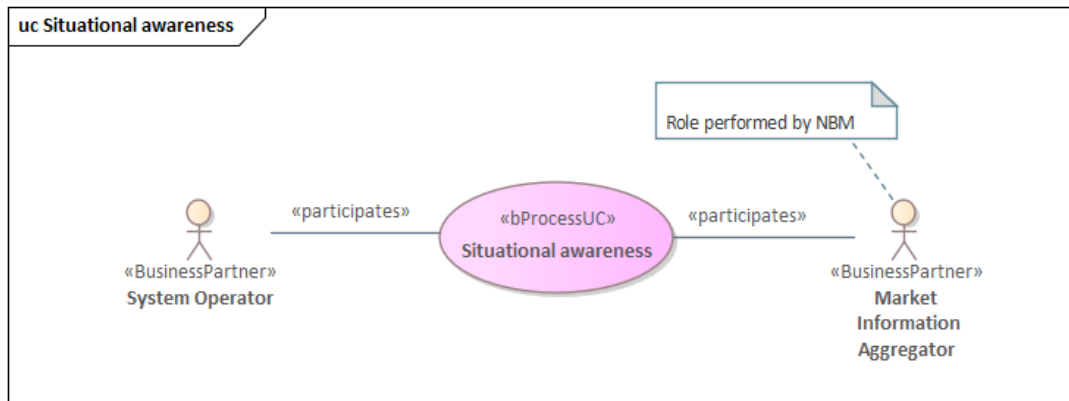 uc Situational awareness
Role performed by NBM
«participates»
«bProcessUC»
Situational awareness
«participates»
«BusinessPartner»
System Operator
«BusinessPartner»
Market
Information
Aggregator